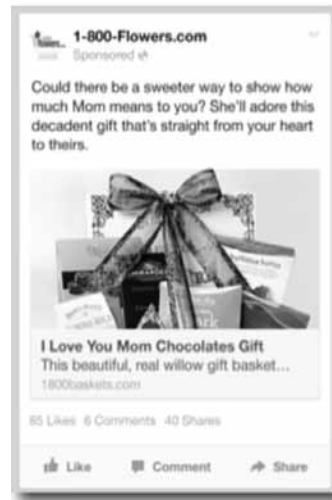 1-800-Flowers.com
Sponsored
Could there be a sweeter way to show how
much Mom means to you? She'll adore this
decadent gift that's straight from your heart
to theirs.
I Love You Mom Chocolates Gift
This beautiful, real willow gift basket...
1800baskets.com
85 Likes 6 Comments 40 Shares
Like Comment Share